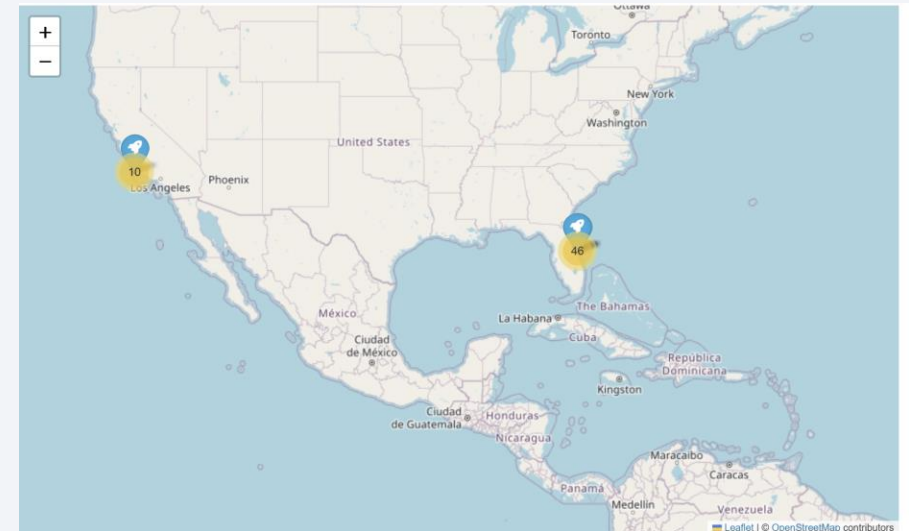 +
−
Ottawa
Toronto
New York
Washington
United States
10
Los Angeles
Phoenix
46
The Bahamas
La Habana
Cuba
México
Ciudad
de México
República
Dominicana
Kingston
Ciudad
de Guatemala
Honduras
Nicaragua
Maracaibo
Caracas
Panamá
Medellín
Venezuela
Leaflet | © OpenStreetMap contributors